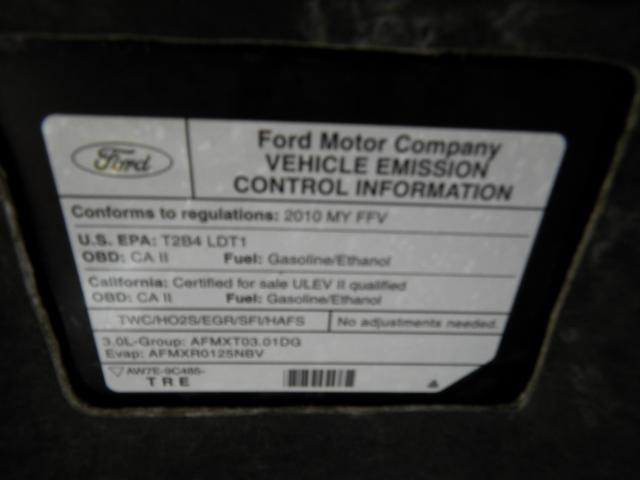 Ford
Ford Motor Company
VEHICLE EMISSION
CONTROL INFORMATION
Conforms to regulations: 2010 MY FFV
U.S. EPA: T2B4 LDT1
OBD: CA II Fuel: Gasoline/Ethanol
California: Certified for sale ULEV II qualified
OBD: CA II Fuel: Gasoline/Ethanol
TWC/HO2S/EGR/SFI/HAFS No adjustments needed.
3.0L-Group: AFMXT03.01DG
Evap: AFMXR0125NBV
AW7E-9C485-
TRE